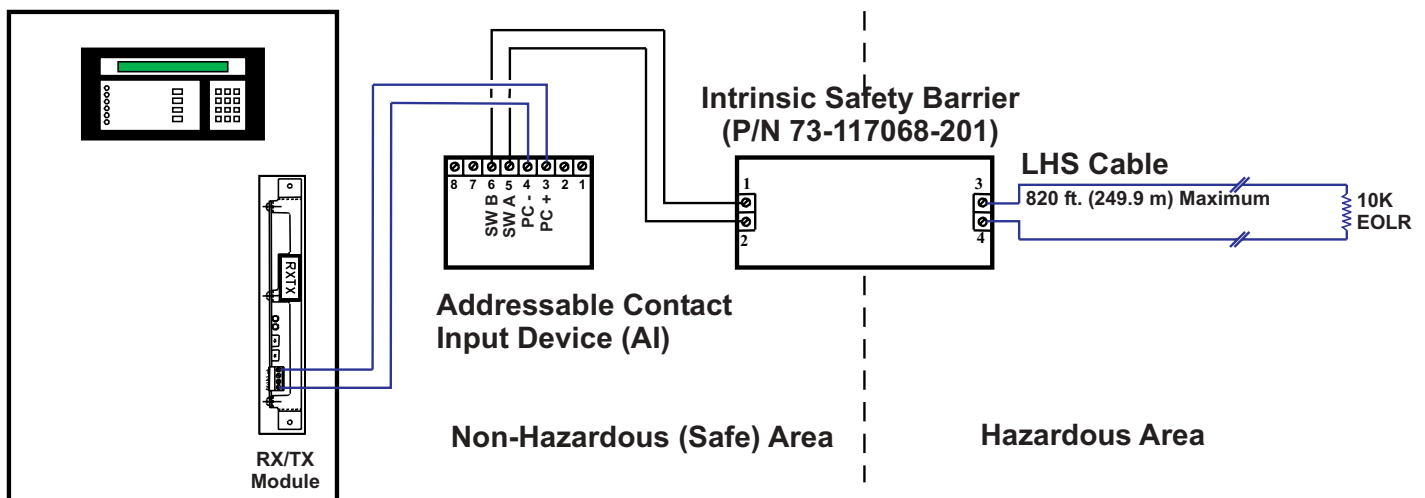 Intrinsic Safety Barrier
(P/N 73-117068-201)
LHS Cable
820 ft. (249.9 m) Maximum
10K
EOLR
8 7 6 5 4 3 2 1
SW B
SW A
PC -
PC +
1
2
3
4
RXTX
Addressable Contact
Input Device (AI)
Non-Hazardous (Safe) Area
Hazardous Area
RX/TX
Module